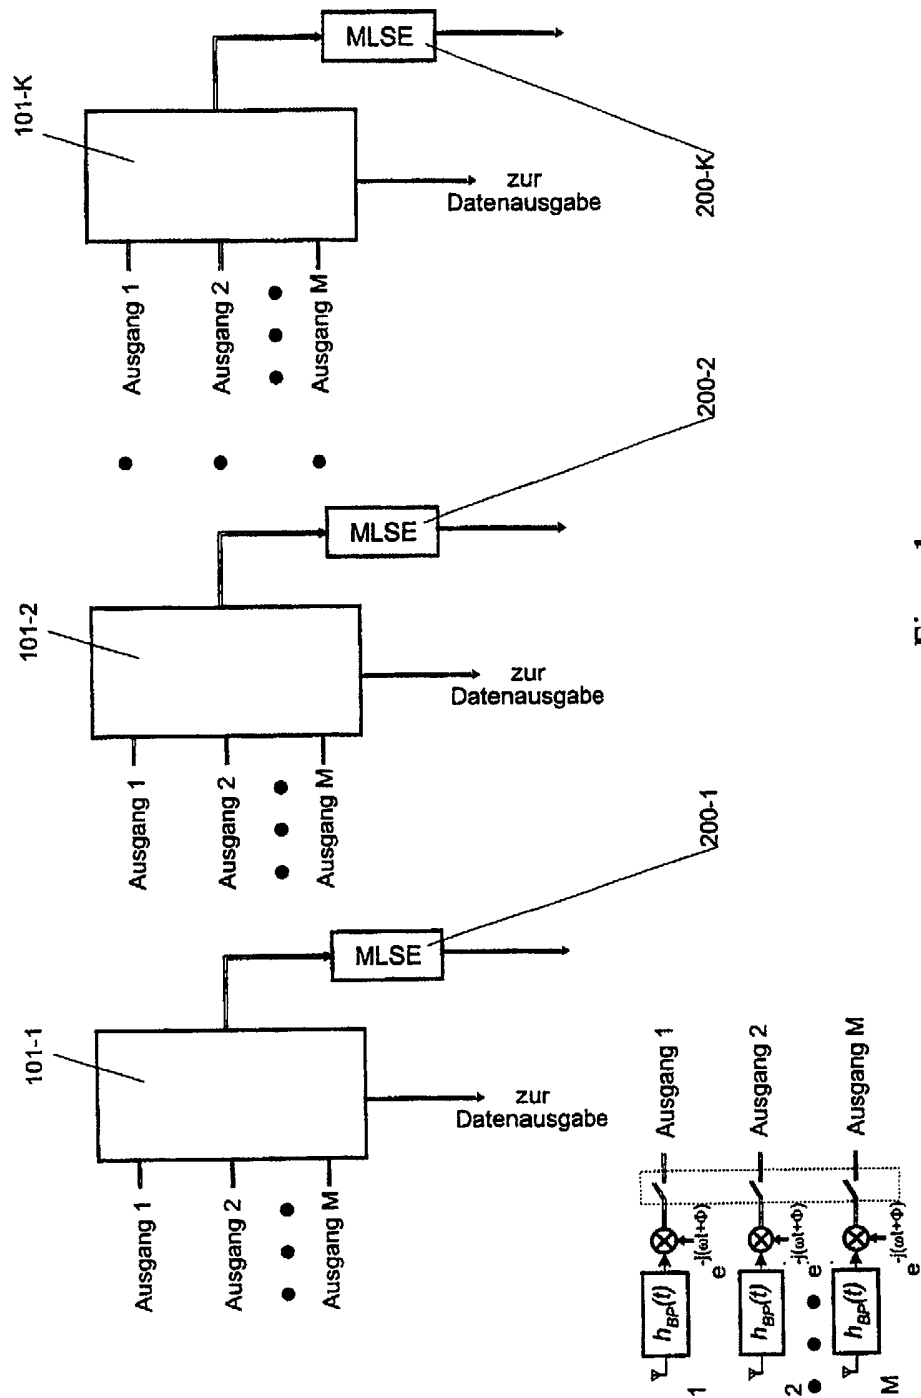 101-K
MLSE
200-K
zur
Datenausgabe
Ausgang 1
Ausgang 2
Ausgang M
101-2
MLSE
200-2
zur
Datenausgabe
Ausgang 1
Ausgang 2
Ausgang M
101-1
MLSE
200-1
zur
Datenausgabe
Ausgang 1
Ausgang 2
Ausgang M
1
h_BP(t)
e^-j(ωt+Φ)
Ausgang 1
2
h_BP(t)
e^-j(ωt+Φ)
Ausgang 2
M
h_BP(t)
e^-j(ωt+Φ)
Ausgang M